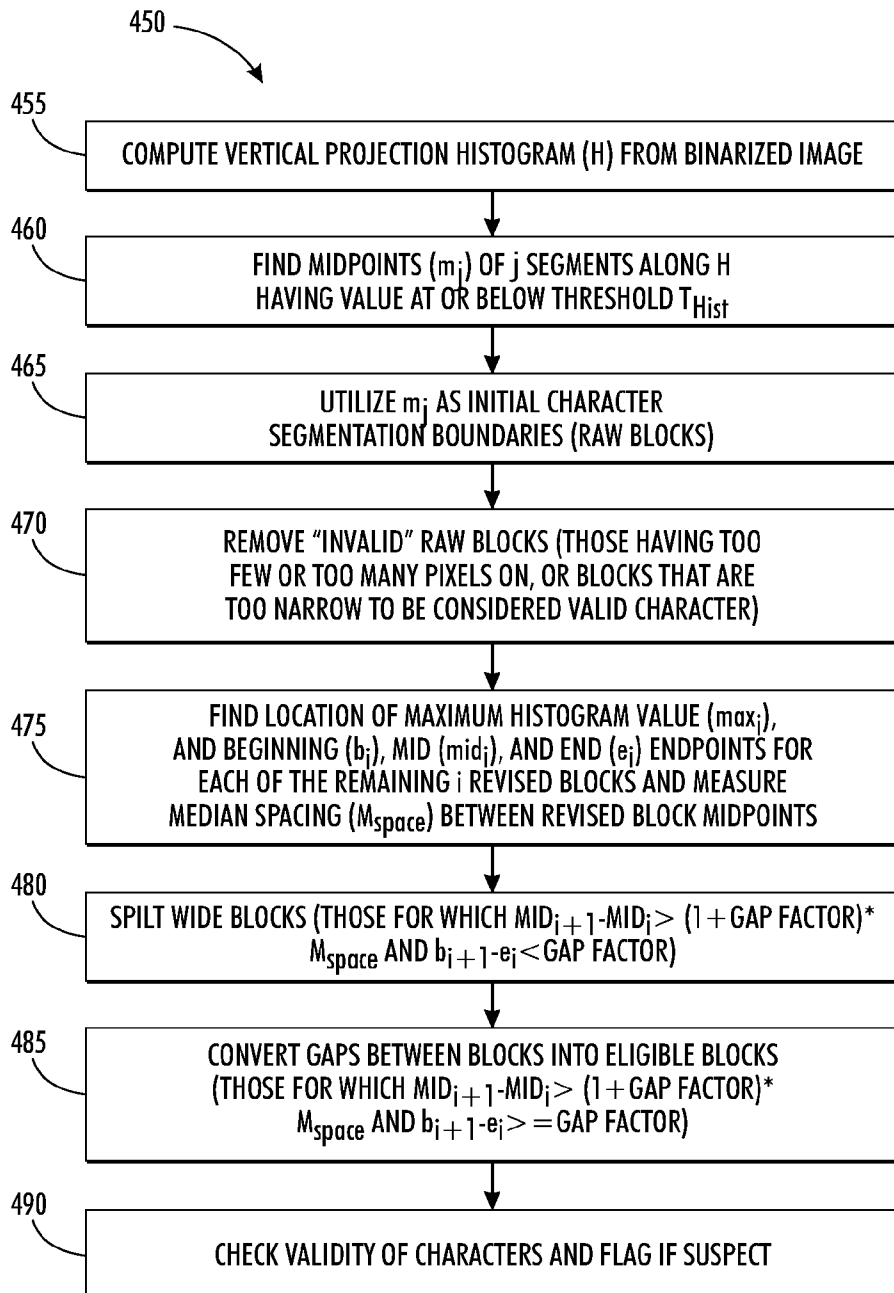 450
455
COMPUTE VERTICAL PROJECTION HISTOGRAM (H) FROM BINARIZED IMAGE
460
FIND MIDPOINTS (mj) OF j SEGMENTS ALONG H
HAVING VALUE AT OR BELOW THRESHOLD THist
465
UTILIZE mj AS INITIAL CHARACTER
SEGMENTATION BOUNDARIES (RAW BLOCKS)
470
REMOVE “INVALID” RAW BLOCKS (THOSE HAVING TOO
FEW OR TOO MANY PIXELS ON, OR BLOCKS THAT ARE
TOO NARROW TO BE CONSIDERED VALID CHARACTER)
475
FIND LOCATION OF MAXIMUM HISTOGRAM VALUE (maxi),
AND BEGINNING (bi), MID (midi), AND END (ei) ENDPOINTS FOR
EACH OF THE REMAINING i REVISED BLOCKS AND MEASURE
MEDIAN SPACING (Mspace) BETWEEN REVISED BLOCK MIDPOINTS
480
SPILT WIDE BLOCKS (THOSE FOR WHICH MIDi+1-MIDi> (1+GAP FACTOR)*
Mspace AND bi+1-ei<GAP FACTOR)
485
CONVERT GAPS BETWEEN BLOCKS INTO ELIGIBLE BLOCKS
(THOSE FOR WHICH MIDi+1-MIDi> (1+GAP FACTOR)*
Mspace AND bi+1-ei>=GAP FACTOR)
490
CHECK VALIDITY OF CHARACTERS AND FLAG IF SUSPECT